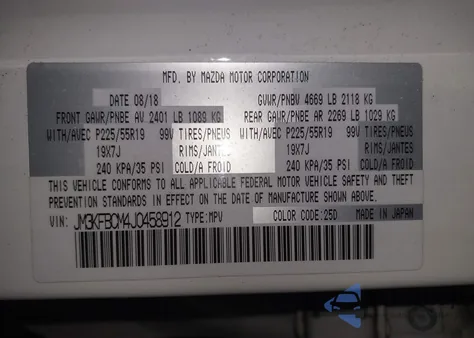 MFD. BY MAZDA MOTOR CORPORATION
DATE 08/18 GVWR/PNBV 4669 LB 2118 KG
FRONT GAWR/PNBE AV 2401 LB 1089 KG REAR GAWR/PNBE AR 2269 LB 1029 KG
WITH/AVEC P225/55R19 99V TIRES/PNEUS WITH/AVEC P225/55R19 99V TIRES/PNEUS
19X7J RIMS/JANTES 19X7J RIMS/JANTES
240 KPA/35 PSI COLD/A FROID 240 KPA/35 PSI COLD/A FROID
THIS VEHICLE CONFORMS TO ALL APPLICABLE FEDERAL MOTOR VEHICLE SAFETY AND THEFT
PREVENTION STANDARDS IN EFFECT ON THE DATE OF MANUFACTURE SHOWN ABOVE.
VIN: JM3KFBCM4J0458912 TYPE:MPV COLOR CODE:25D MADE IN JAPAN